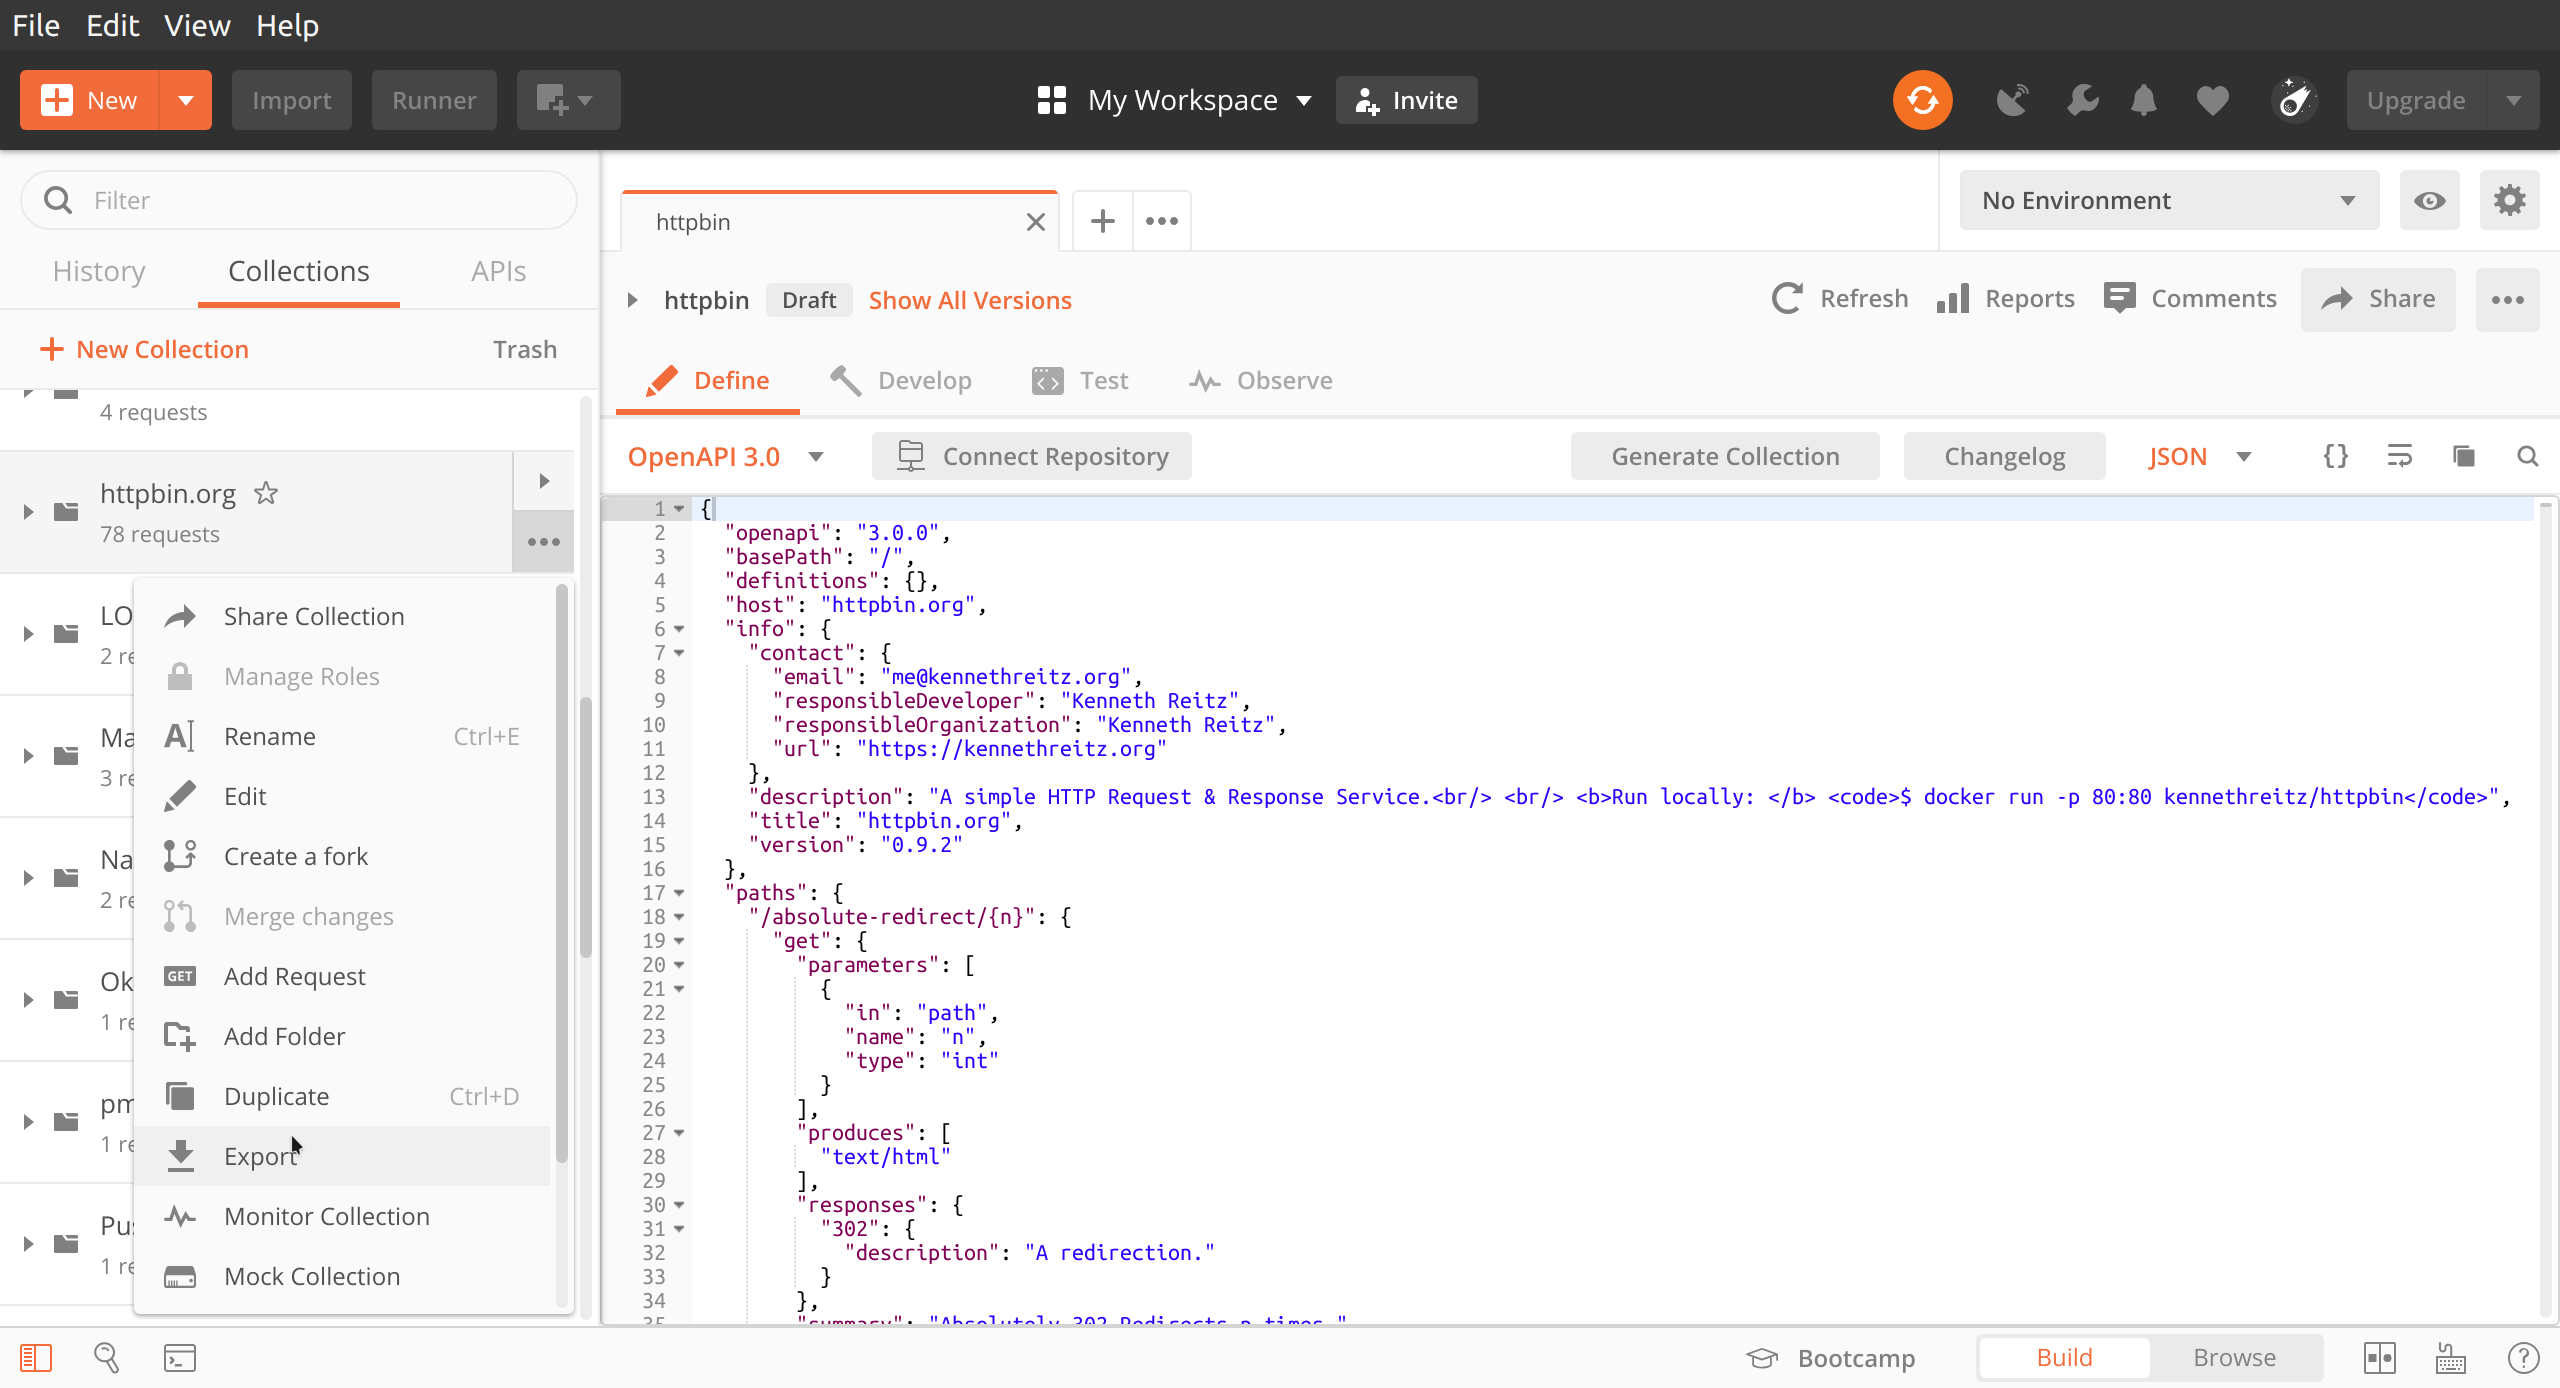 File Edit View Help
New Import Runner My Workspace Invite Upgrade
Filter
History Collections APIs
New Collection Trash
4 requests
httpbin.org
78 requests
LO
2 re
Ma
3 re
Na
2 re
Ok
1 re
pm
1 re
Pu
1 re
Share Collection
Manage Roles
Rename Ctrl+E
Edit
Create a fork
Merge changes
GET Add Request
Add Folder
Duplicate Ctrl+D
Export
Monitor Collection
Mock Collection
httpbin
No Environment
httpbin Draft Show All Versions Refresh Reports Comments Share
Define Develop Test Observe
OpenAPI 3.0 Connect Repository Generate Collection Changelog JSON {}
1 {
2 "openapi": "3.0.0",
3 "basePath": "/",
4 "definitions": {},
5 "host": "httpbin.org",
6 "info": {
7 "contact": {
8 "email": "me@kennethreitz.org",
9 "responsibleDeveloper": "Kenneth Reitz",
10 "responsibleOrganization": "Kenneth Reitz",
11 "url": "https://kennethreitz.org"
12 },
13 "description": "A simple HTTP Request & Response Service.<br/> <br/> <b>Run locally: </b> <code>$ docker run -p 80:80 kennethreitz/httpbin</code>",
14 "title": "httpbin.org",
15 "version": "0.9.2"
16 },
17 "paths": {
18 "/absolute-redirect/{n}": {
19 "get": {
20 "parameters": [
21 {
22 "in": "path",
23 "name": "n",
24 "type": "int"
25 }
26 ],
27 "produces": [
28 "text/html"
29 ],
30 "responses": {
31 "302": {
32 "description": "A redirection."
33 }
34 },
35 "summary": "Absolutely 302 Redirects n times."
Bootcamp Build Browse